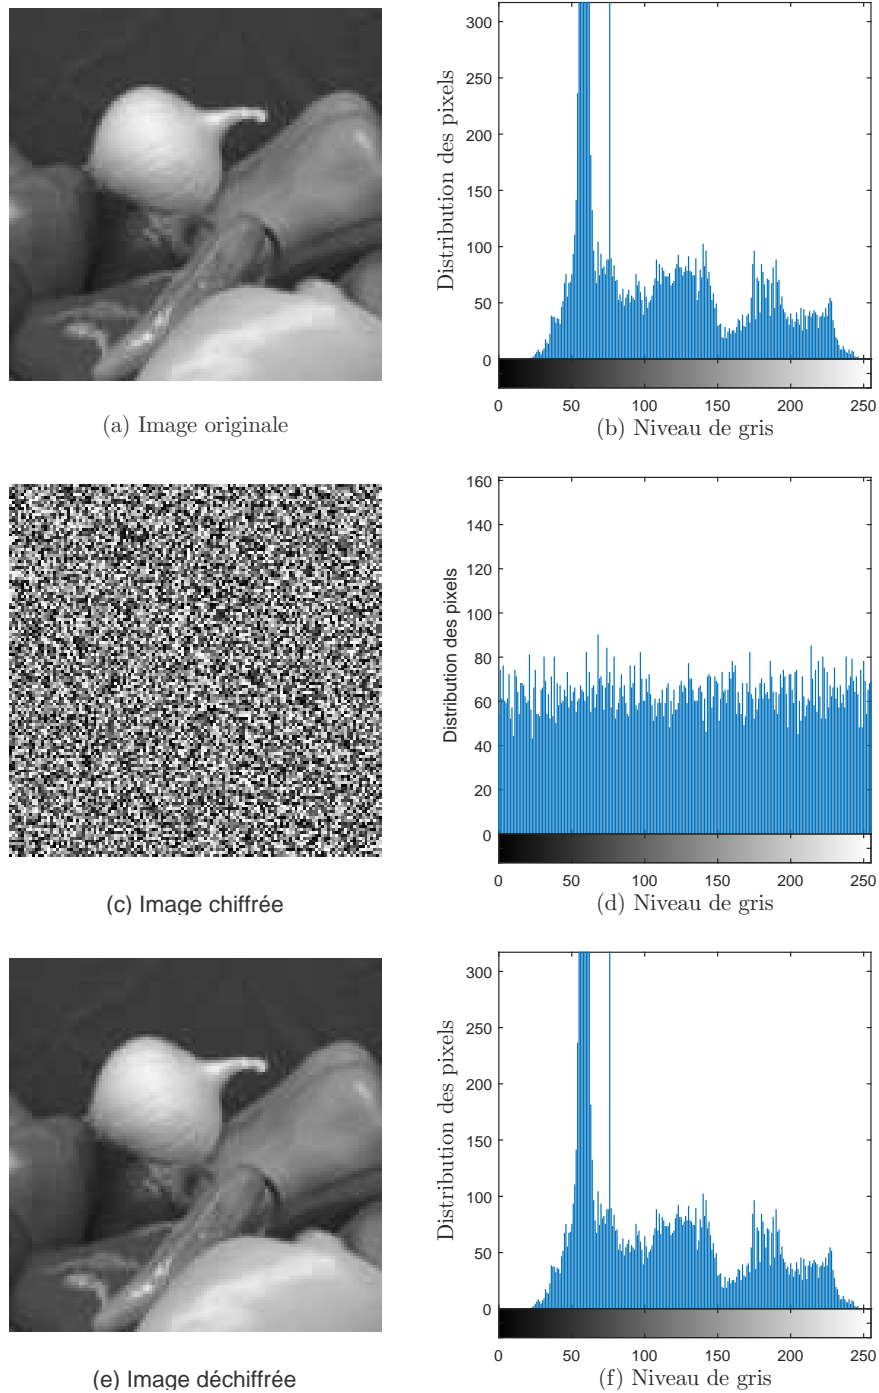 300
250
200
150
100
50
0
Distribution des pixels
0 50 100 150 200 250
(a) Image originale
(b) Niveau de gris
160
140
120
100
80
60
40
20
0
Distribution des pixels
0 50 100 150 200 250
(c) Image chiffrée
(d) Niveau de gris
300
250
200
150
100
50
0
Distribution des pixels
0 50 100 150 200 250
(e) Image déchiffrée
(f) Niveau de gris